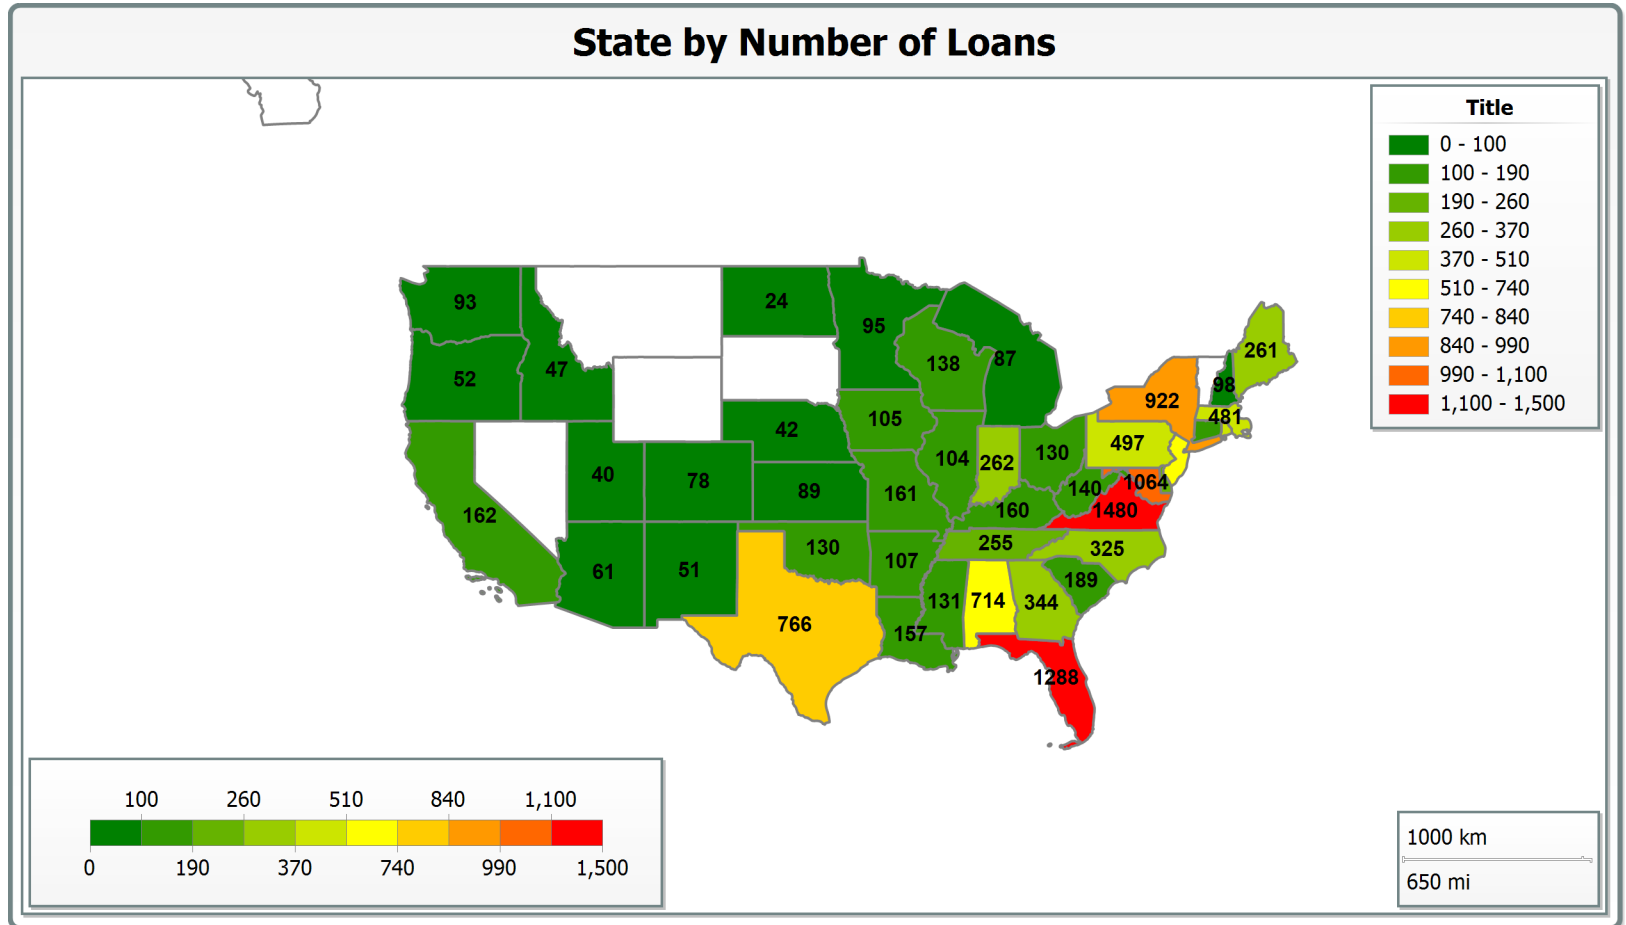 State by Number of Loans
Title
0 - 100
100 - 190
190 - 260
260 - 370
370 - 510
510 - 740
740 - 840
840 - 990
990 - 1,100
1,100 - 1,500
93
24
95
138
87
261
52
47
98
922
481
105
42
497
130
104
262
40
78
89
161
140
1064
162
160
1480
255
325
130
107
61
51
189
131
714
344
766
157
1288
100 260 510 840 1,100
0 190 370 740 990 1,500
1000 km
650 mi